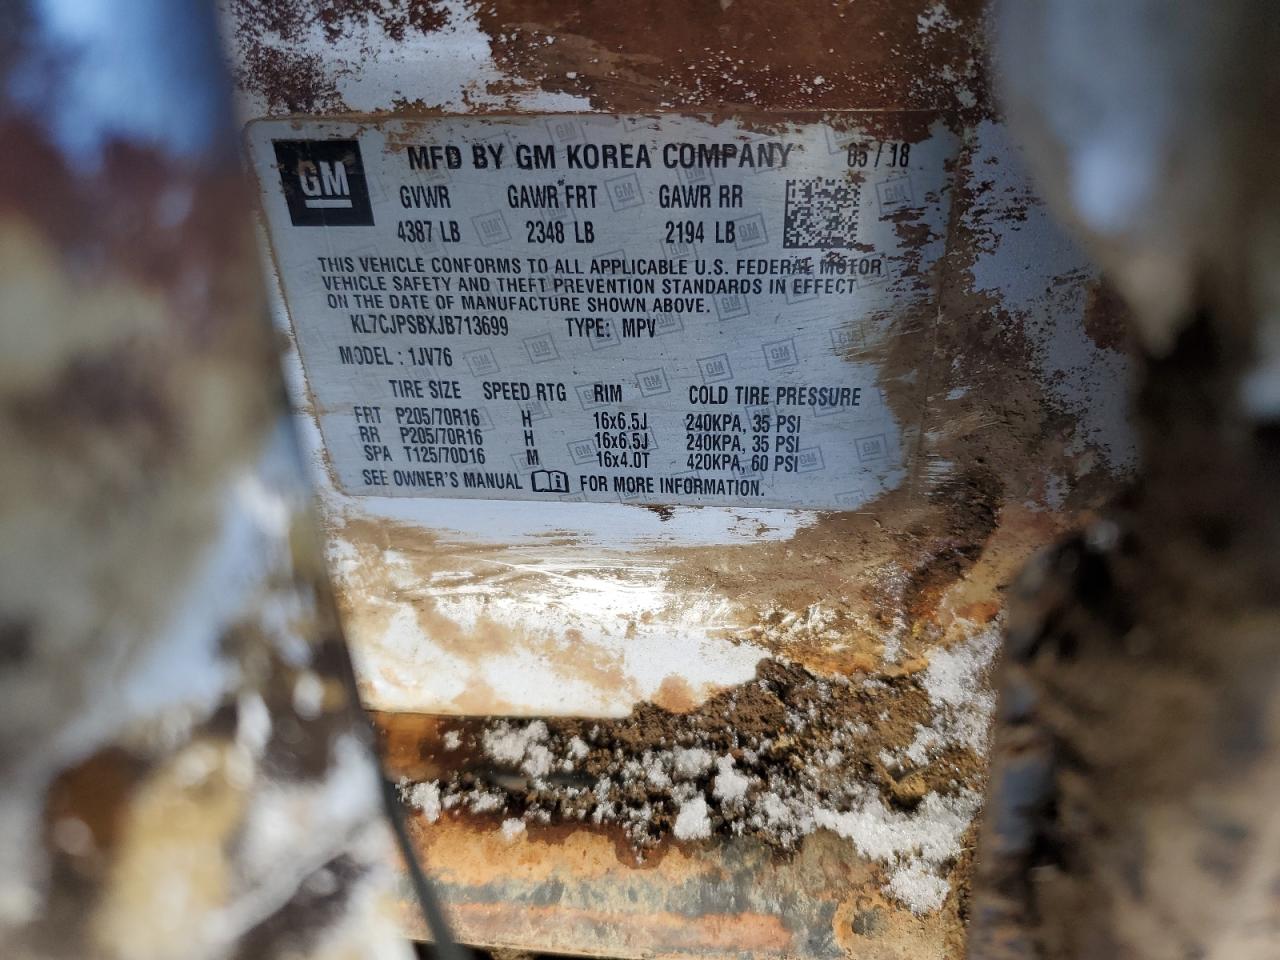 GM
MFD BY GM KOREA COMPANY 05/18
GVWR GAWR FRT GAWR RR
4387 LB 2348 LB 2194 LB
THIS VEHICLE CONFORMS TO ALL APPLICABLE U.S. FEDERAL MOTOR
VEHICLE SAFETY AND THEFT PREVENTION STANDARDS IN EFFECT
ON THE DATE OF MANUFACTURE SHOWN ABOVE.
KL7CJPSBXJB713699 TYPE: MPV
MODEL: 1JV76
TIRE SIZE SPEED RTG RIM COLD TIRE PRESSURE
FRT P205/70R16 H 16x6.5J 240KPA, 35 PSI
RR P205/70R16 H 16x6.5J 240KPA, 35 PSI
SPA T125/70D16 M 16x4.0T 420KPA, 60 PSI
SEE OWNER'S MANUAL FOR MORE INFORMATION.